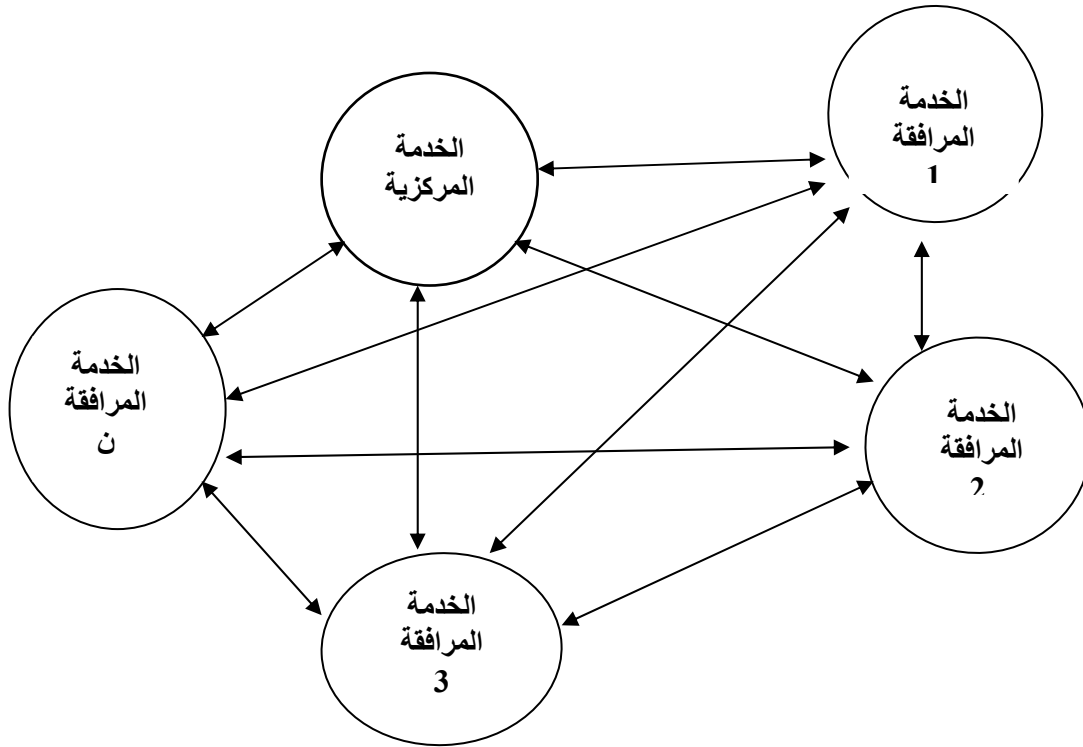 الخدمة
المركزية
الخدمة
المرافقة
1
الخدمة
المرافقة
ن
الخدمة
المرافقة
2
الخدمة
المرافقة
3